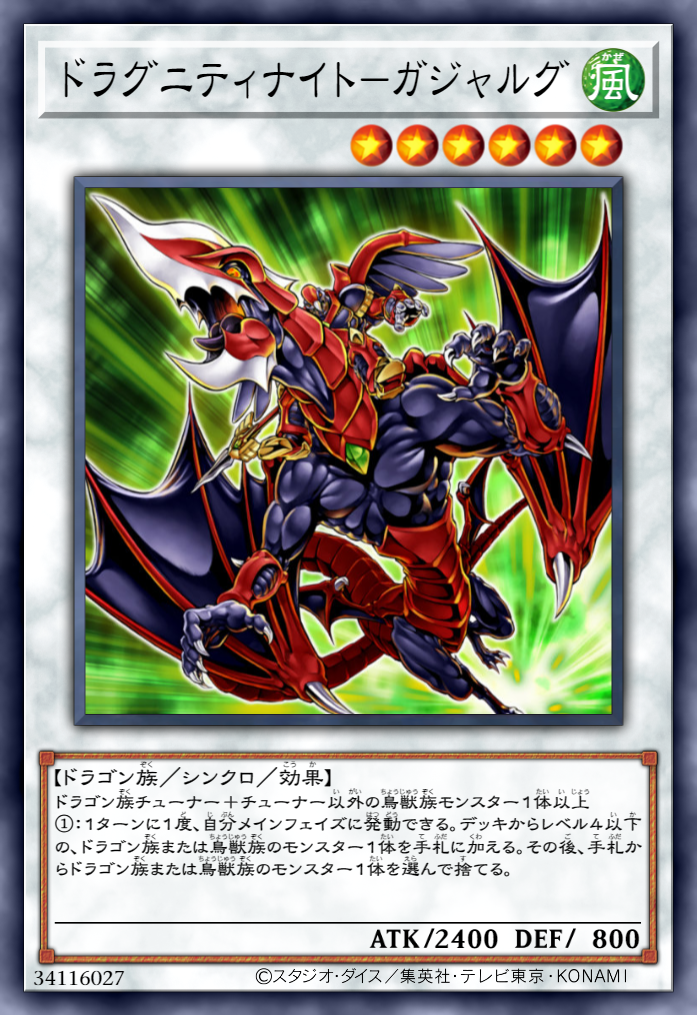 ドラグニティナイト－ガジャルグ
風
【ドラゴン族／シンクロ／効果】
ドラゴン族チューナー＋チューナー以外の鳥獣族モンスター１体以上
①：１ターンに１度、自分メインフェイズに発動できる。デッキからレベル４以下
の、ドラゴン族または鳥獣族のモンスター１体を手札に加える。その後、手札か
らドラゴン族または鳥獣族のモンスター１体を選んで捨てる。
ATK/2400 DEF/ 800
34116027 ©スタジオ・ダイス／集英社・テレビ東京・KONAMI